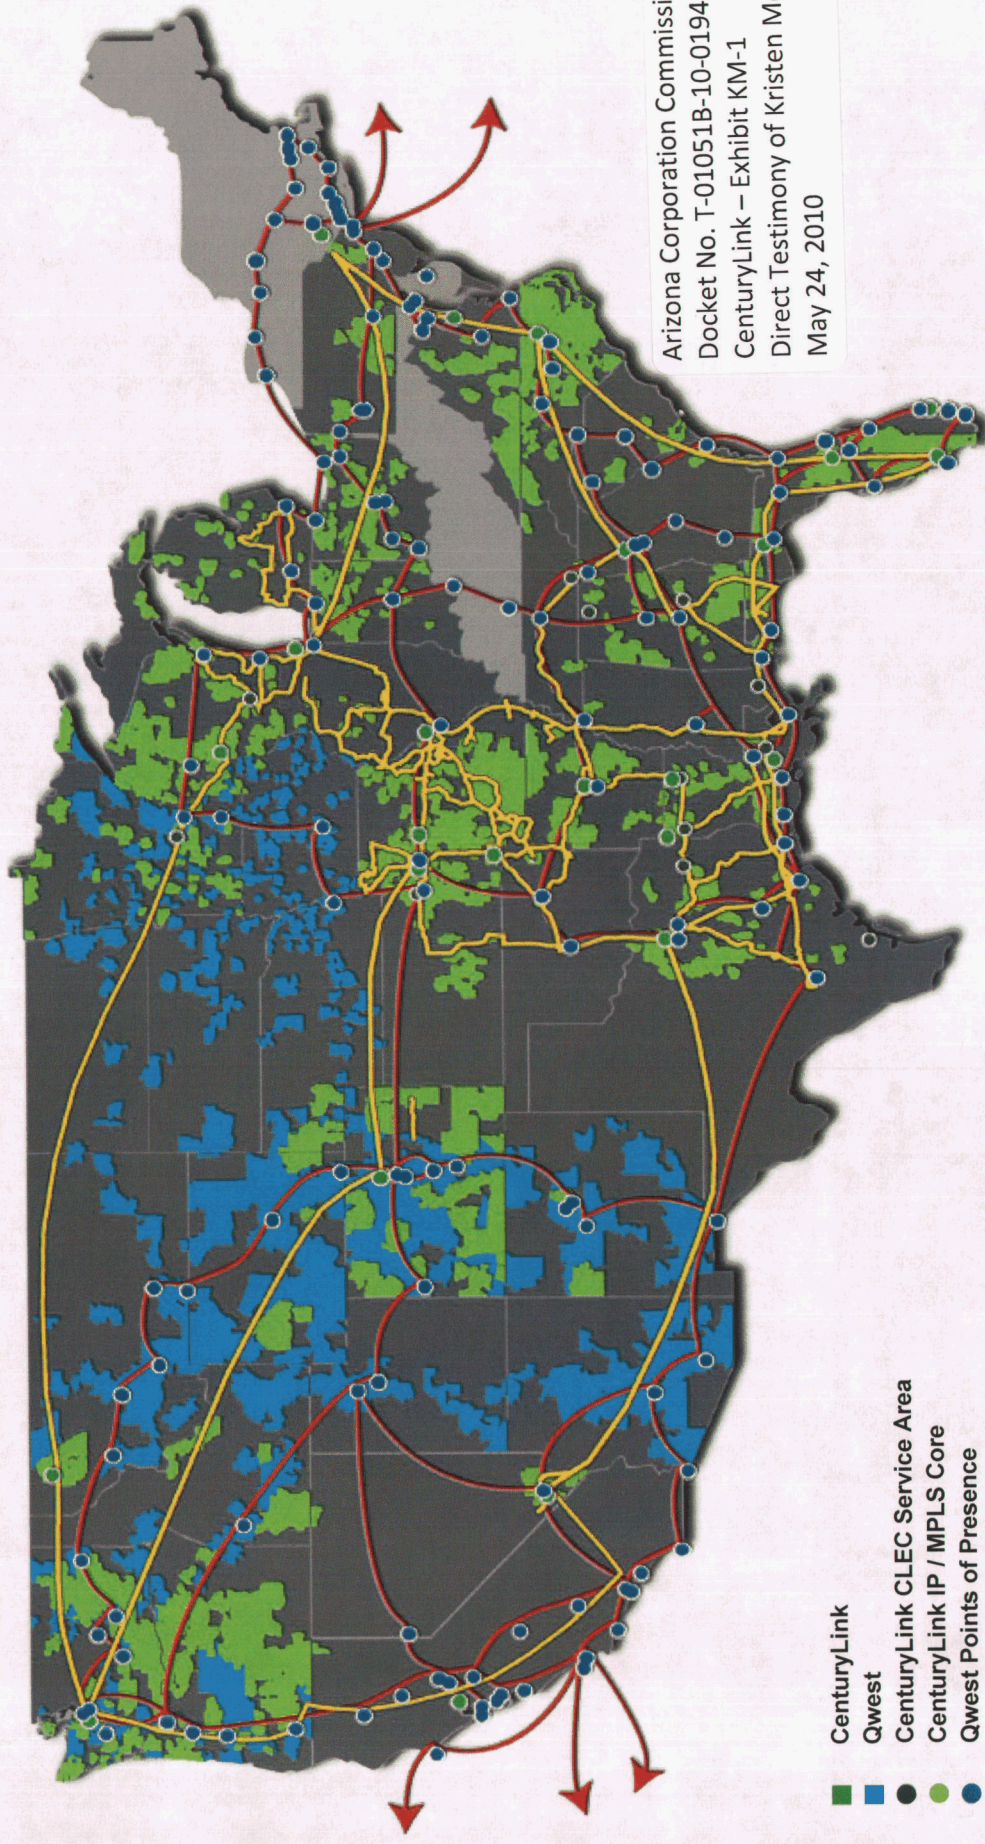 Arizona Corporation Commissi
Docket No. T-01051B-10-0194
CenturyLink – Exhibit KM-1
Direct Testimony of Kristen M
May 24, 2010
CenturyLink
Qwest
CenturyLink CLEC Service Area
CenturyLink IP / MPLS Core
Qwest Points of Presence